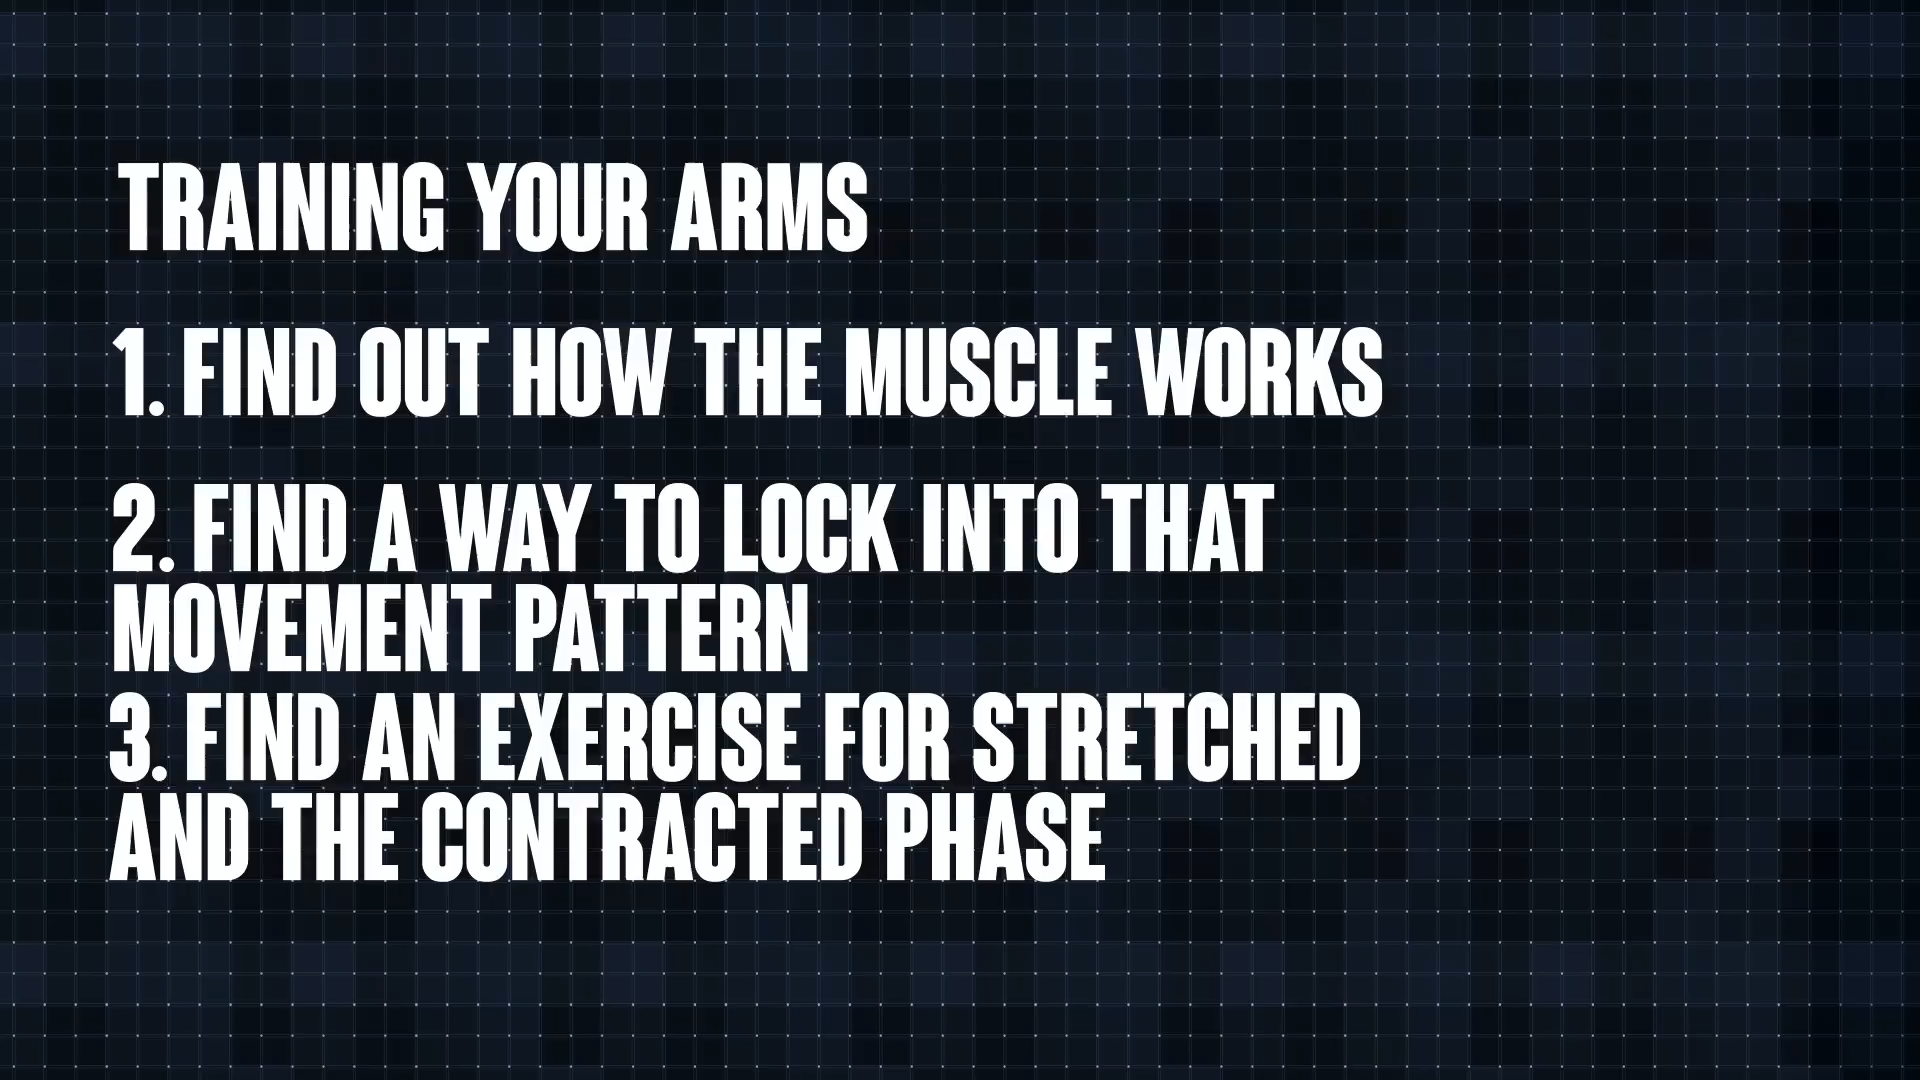 TRAINING YOUR ARMS
1. FIND OUT HOW THE MUSCLE WORKS
2. FIND A WAY TO LOCK INTO THAT
MOVEMENT PATTERN
3. FIND AN EXERCISE FOR STRETCHED
AND THE CONTRACTED PHASE